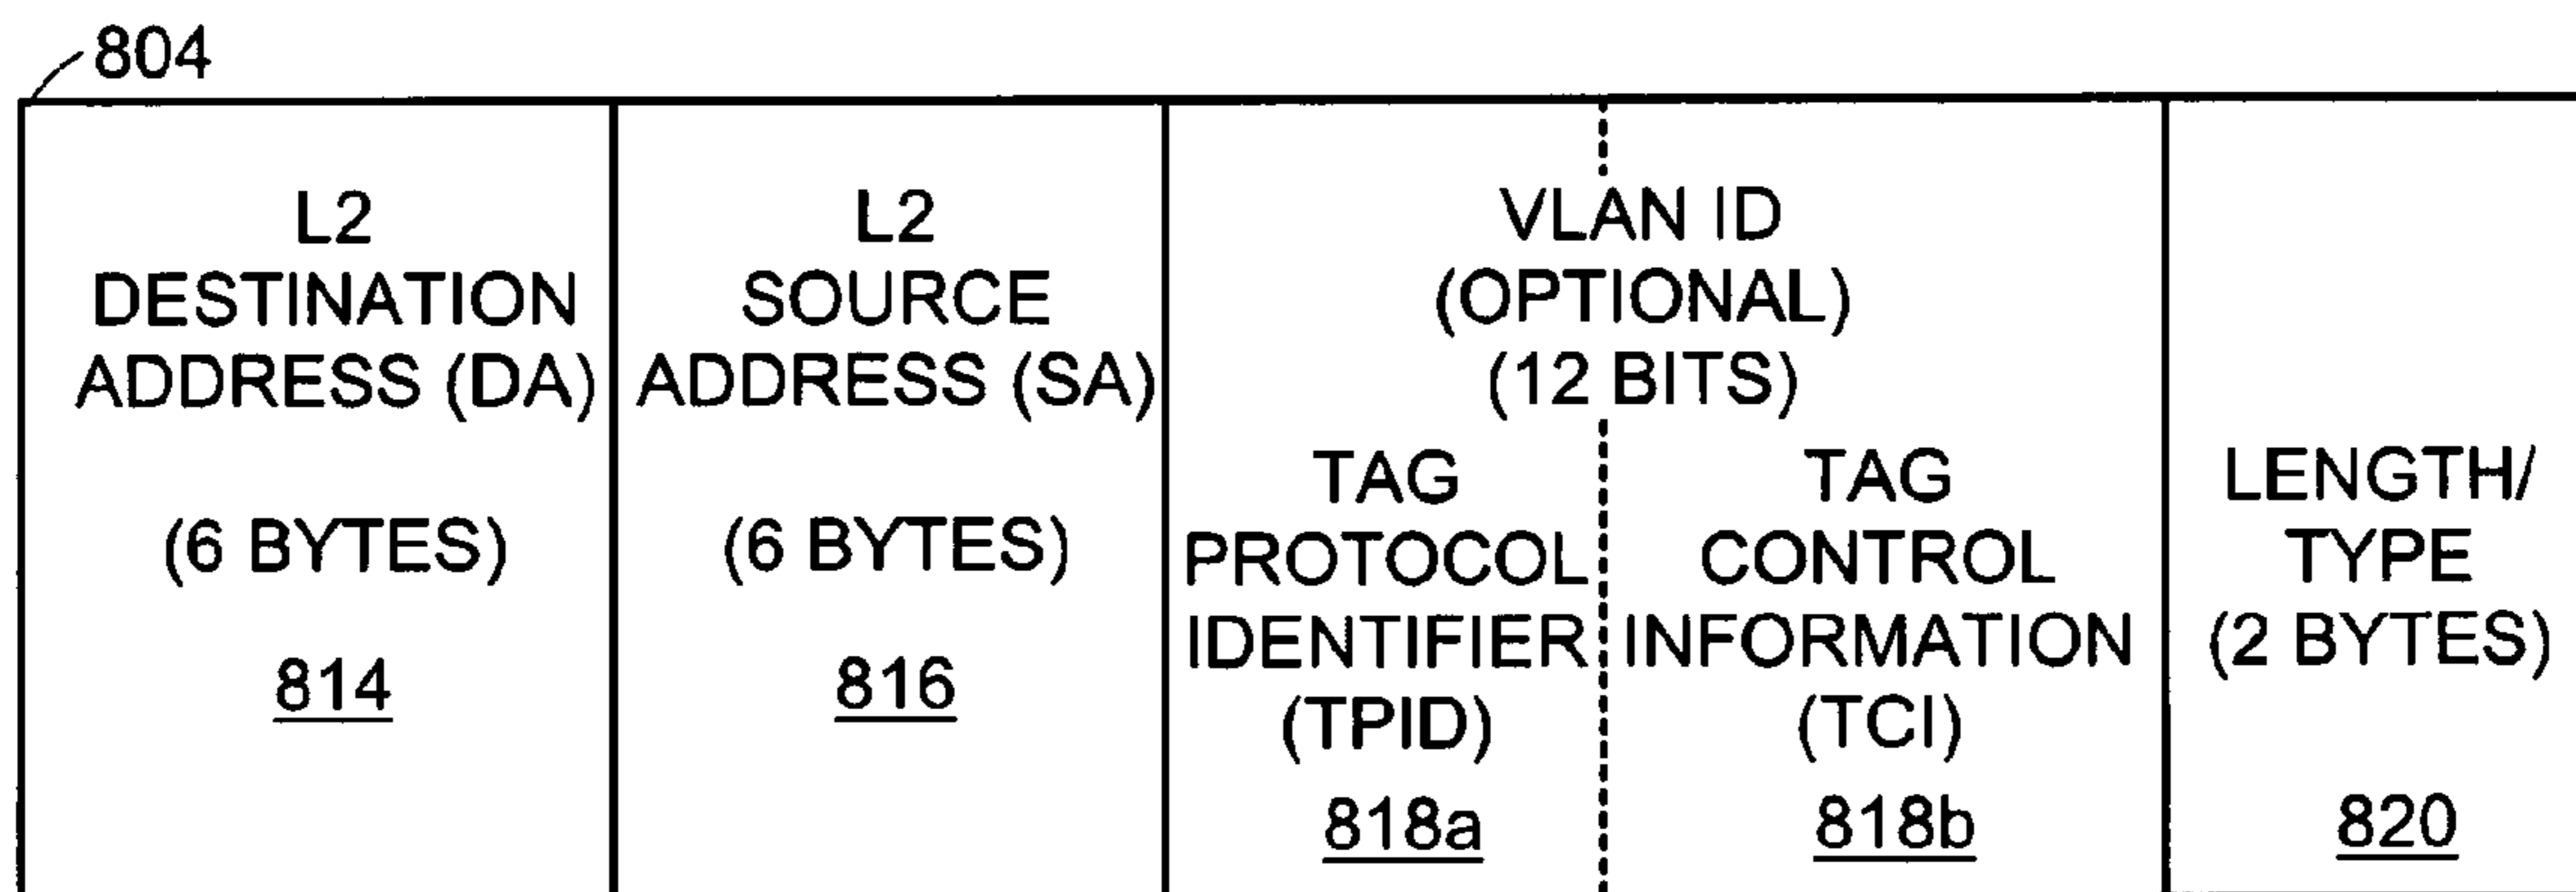 804
L2
DESTINATION
ADDRESS (DA)
(6 BYTES)
814
L2
SOURCE
ADDRESS (SA)
(6 BYTES)
816
VLAN ID
(OPTIONAL)
(12 BITS)
TAG
PROTOCOL
IDENTIFIER
(TPID)
818a
TAG
CONTROL
INFORMATION
(TCI)
818b
LENGTH/
TYPE
(2 BYTES)
820